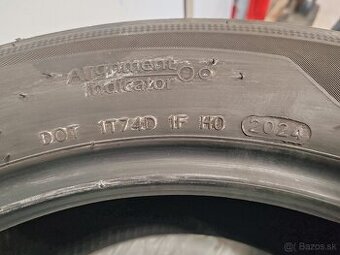 Alignment
indicator
DOT 1T74D 1F H0 2024
Bazos.sk